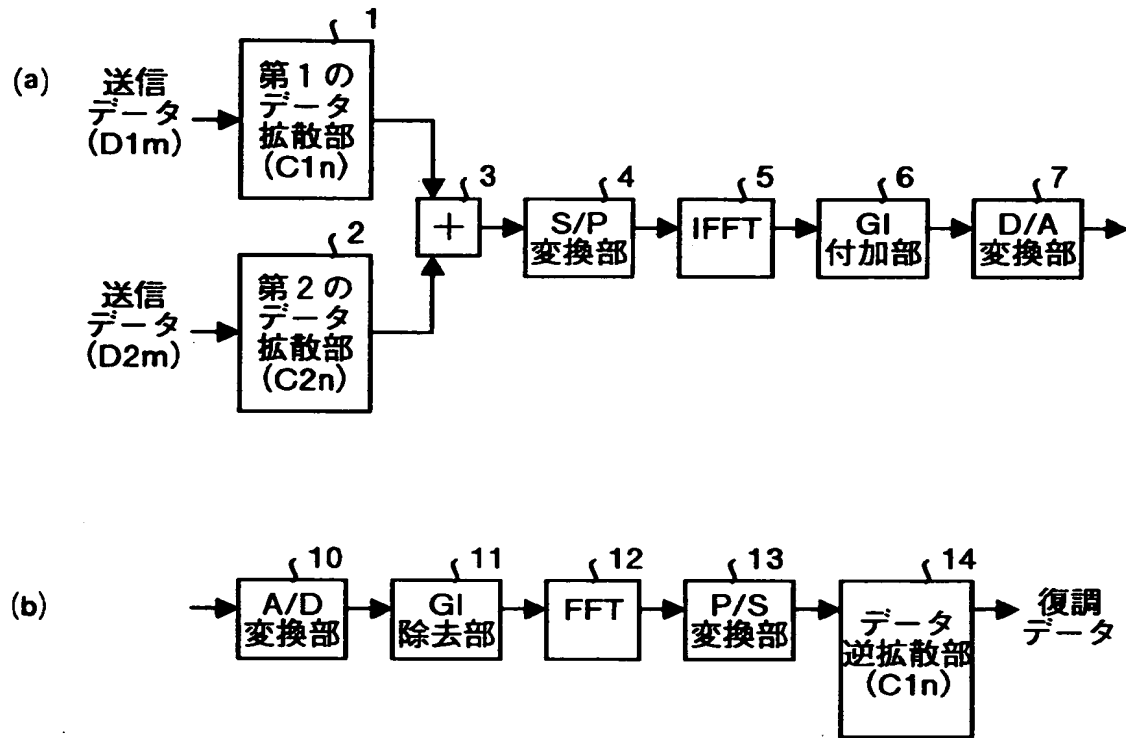 (a)
送信
データ
(D1m)
1
第1の
データ
拡散部
(C1n)
送信
データ
(D2m)
2
第2の
データ
拡散部
(C2n)
3
+
4
S/P
変換部
5
IFFT
6
GI
付加部
7
D/A
変換部
(b)
10
A/D
変換部
11
GI
除去部
12
FFT
13
P/S
変換部
14
データ
逆拡散部
(C1n)
復調
データ